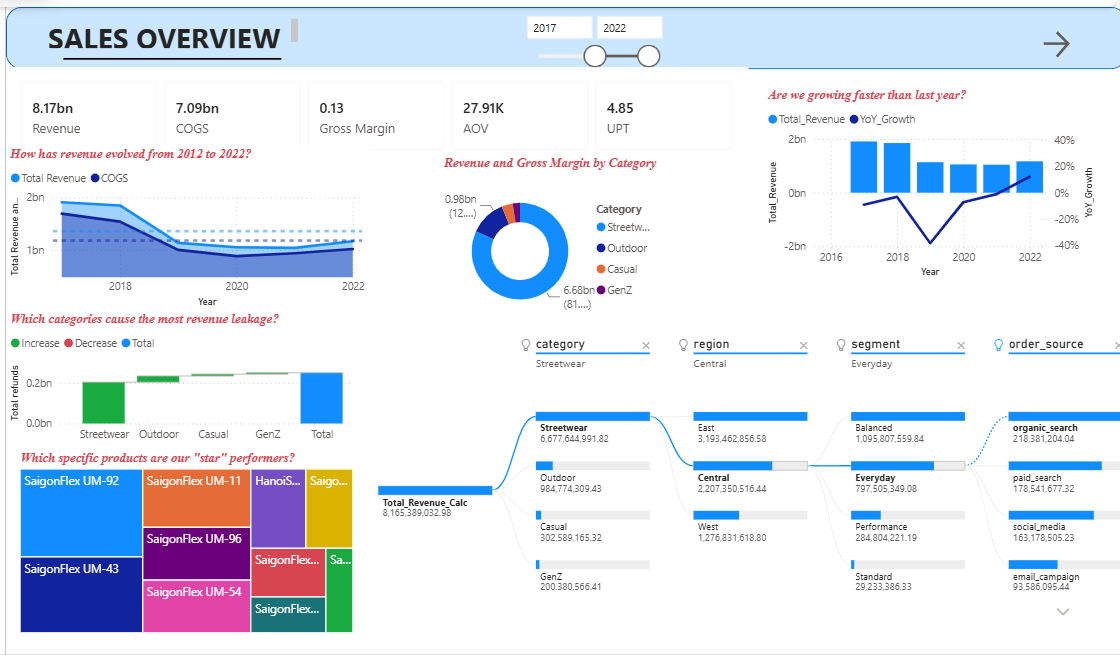 SALES OVERVIEW
2017
2022
8.17bn
Revenue
7.09bn
COGS
0.13
Gross Margin
27.91K
AOV
4.85
UPT
How has revenue evolved from 2012 to 2022?
Total Revenue
COGS
Total Revenue an...
2bn
1bn
2018
2020
2022
Year
Revenue and Gross Margin by Category
0.98bn
(12....)
6.68bn
(81....)
Category
Streetw...
Outdoor
Casual
GenZ
Are we growing faster than last year?
Total_Revenue
YoY_Growth
Total_Revenue
2bn
0bn
-2bn
40%
20%
0%
-20%
-40%
YoY_Growth
2016
2018
2020
2022
Year
Which categories cause the most revenue leakage?
Increase
Decrease
Total
Total refunds
0.2bn
0.0bn
Streetwear
Outdoor
Casual
GenZ
Total
Which specific products are our "star" performers?
SaigonFlex UM-92
SaigonFlex UM-43
SaigonFlex UM-11
SaigonFlex UM-96
SaigonFlex UM-54
HanoiS...
Saigo...
SaigonFlex...
SaigonFlex...
Sa...
category
Streetwear
region
Central
segment
Everyday
order_source
Total_Revenue_Calc
8,165,389,032.98
Streetwear
6,677,644,991.82
Outdoor
984,774,309.43
Casual
302,589,165.32
GenZ
200,380,566.41
East
3,193,462,856.58
Central
2,207,350,516.44
West
1,276,831,618.80
Balanced
1,095,807,559.84
Everyday
797,505,349.08
Performance
284,804,221.19
Standard
29,233,386.33
organic_search
218,381,204.04
paid_search
178,541,677.32
social_media
163,178,505.23
email_campaign
93,586,095.44